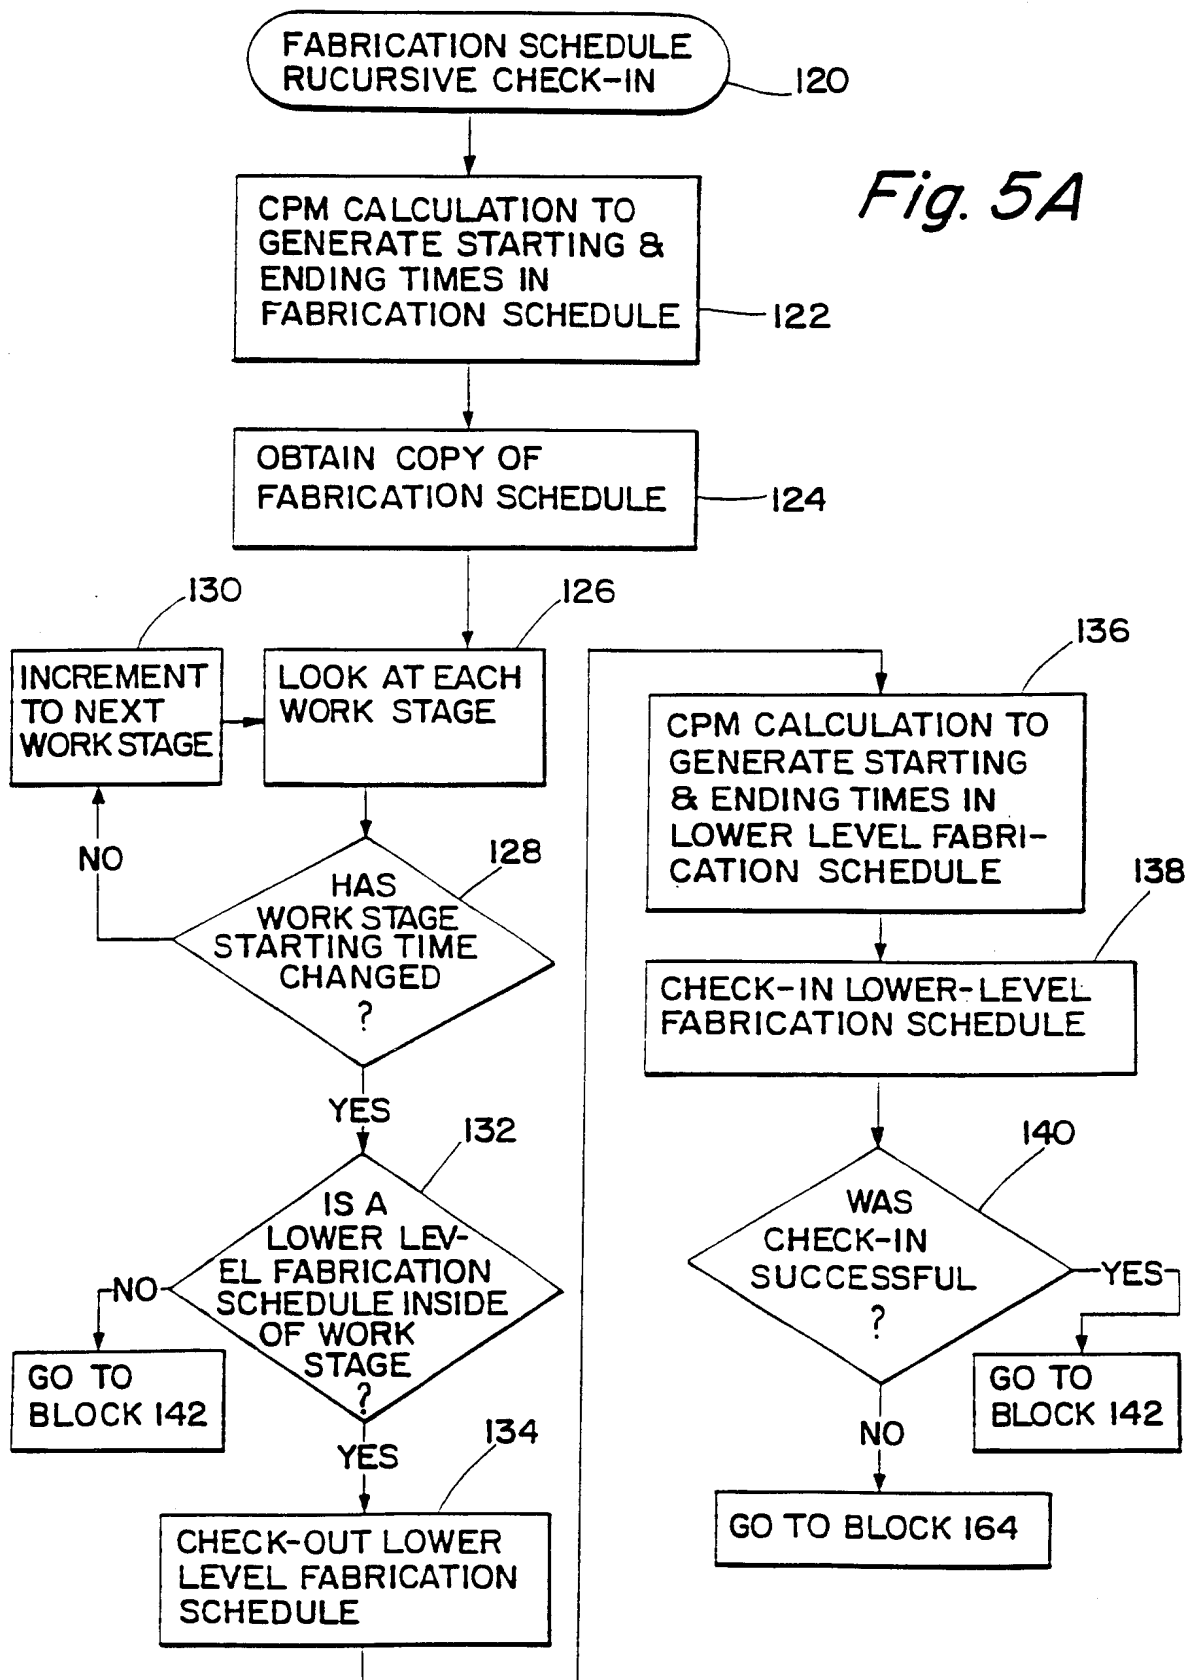 FABRICATION SCHEDULE
RUCURSIVE CHECK-IN
120
Fig. 5A
CPM CALCULATION TO
GENERATE STARTING &
ENDING TIMES IN
FABRICATION SCHEDULE
122
OBTAIN COPY OF
FABRICATION SCHEDULE
124
130
126
INCREMENT
TO NEXT
WORK STAGE
LOOK AT EACH
WORK STAGE
NO
128
HAS
WORK STAGE
STARTING TIME
CHANGED
?
YES
132
IS A
LOWER LEV-
EL FABRICATION
SCHEDULE INSIDE
OF WORK
STAGE
?
NO
GO TO
BLOCK 142
YES
134
CHECK-OUT LOWER
LEVEL FABRICATION
SCHEDULE
136
CPM CALCULATION TO
GENERATE STARTING
& ENDING TIMES IN
LOWER LEVEL FABRI-
CATION SCHEDULE
138
CHECK-IN LOWER-LEVEL
FABRICATION SCHEDULE
140
WAS
CHECK-IN
SUCCESSFUL
?
YES
GO TO
BLOCK 142
NO
GO TO BLOCK 164